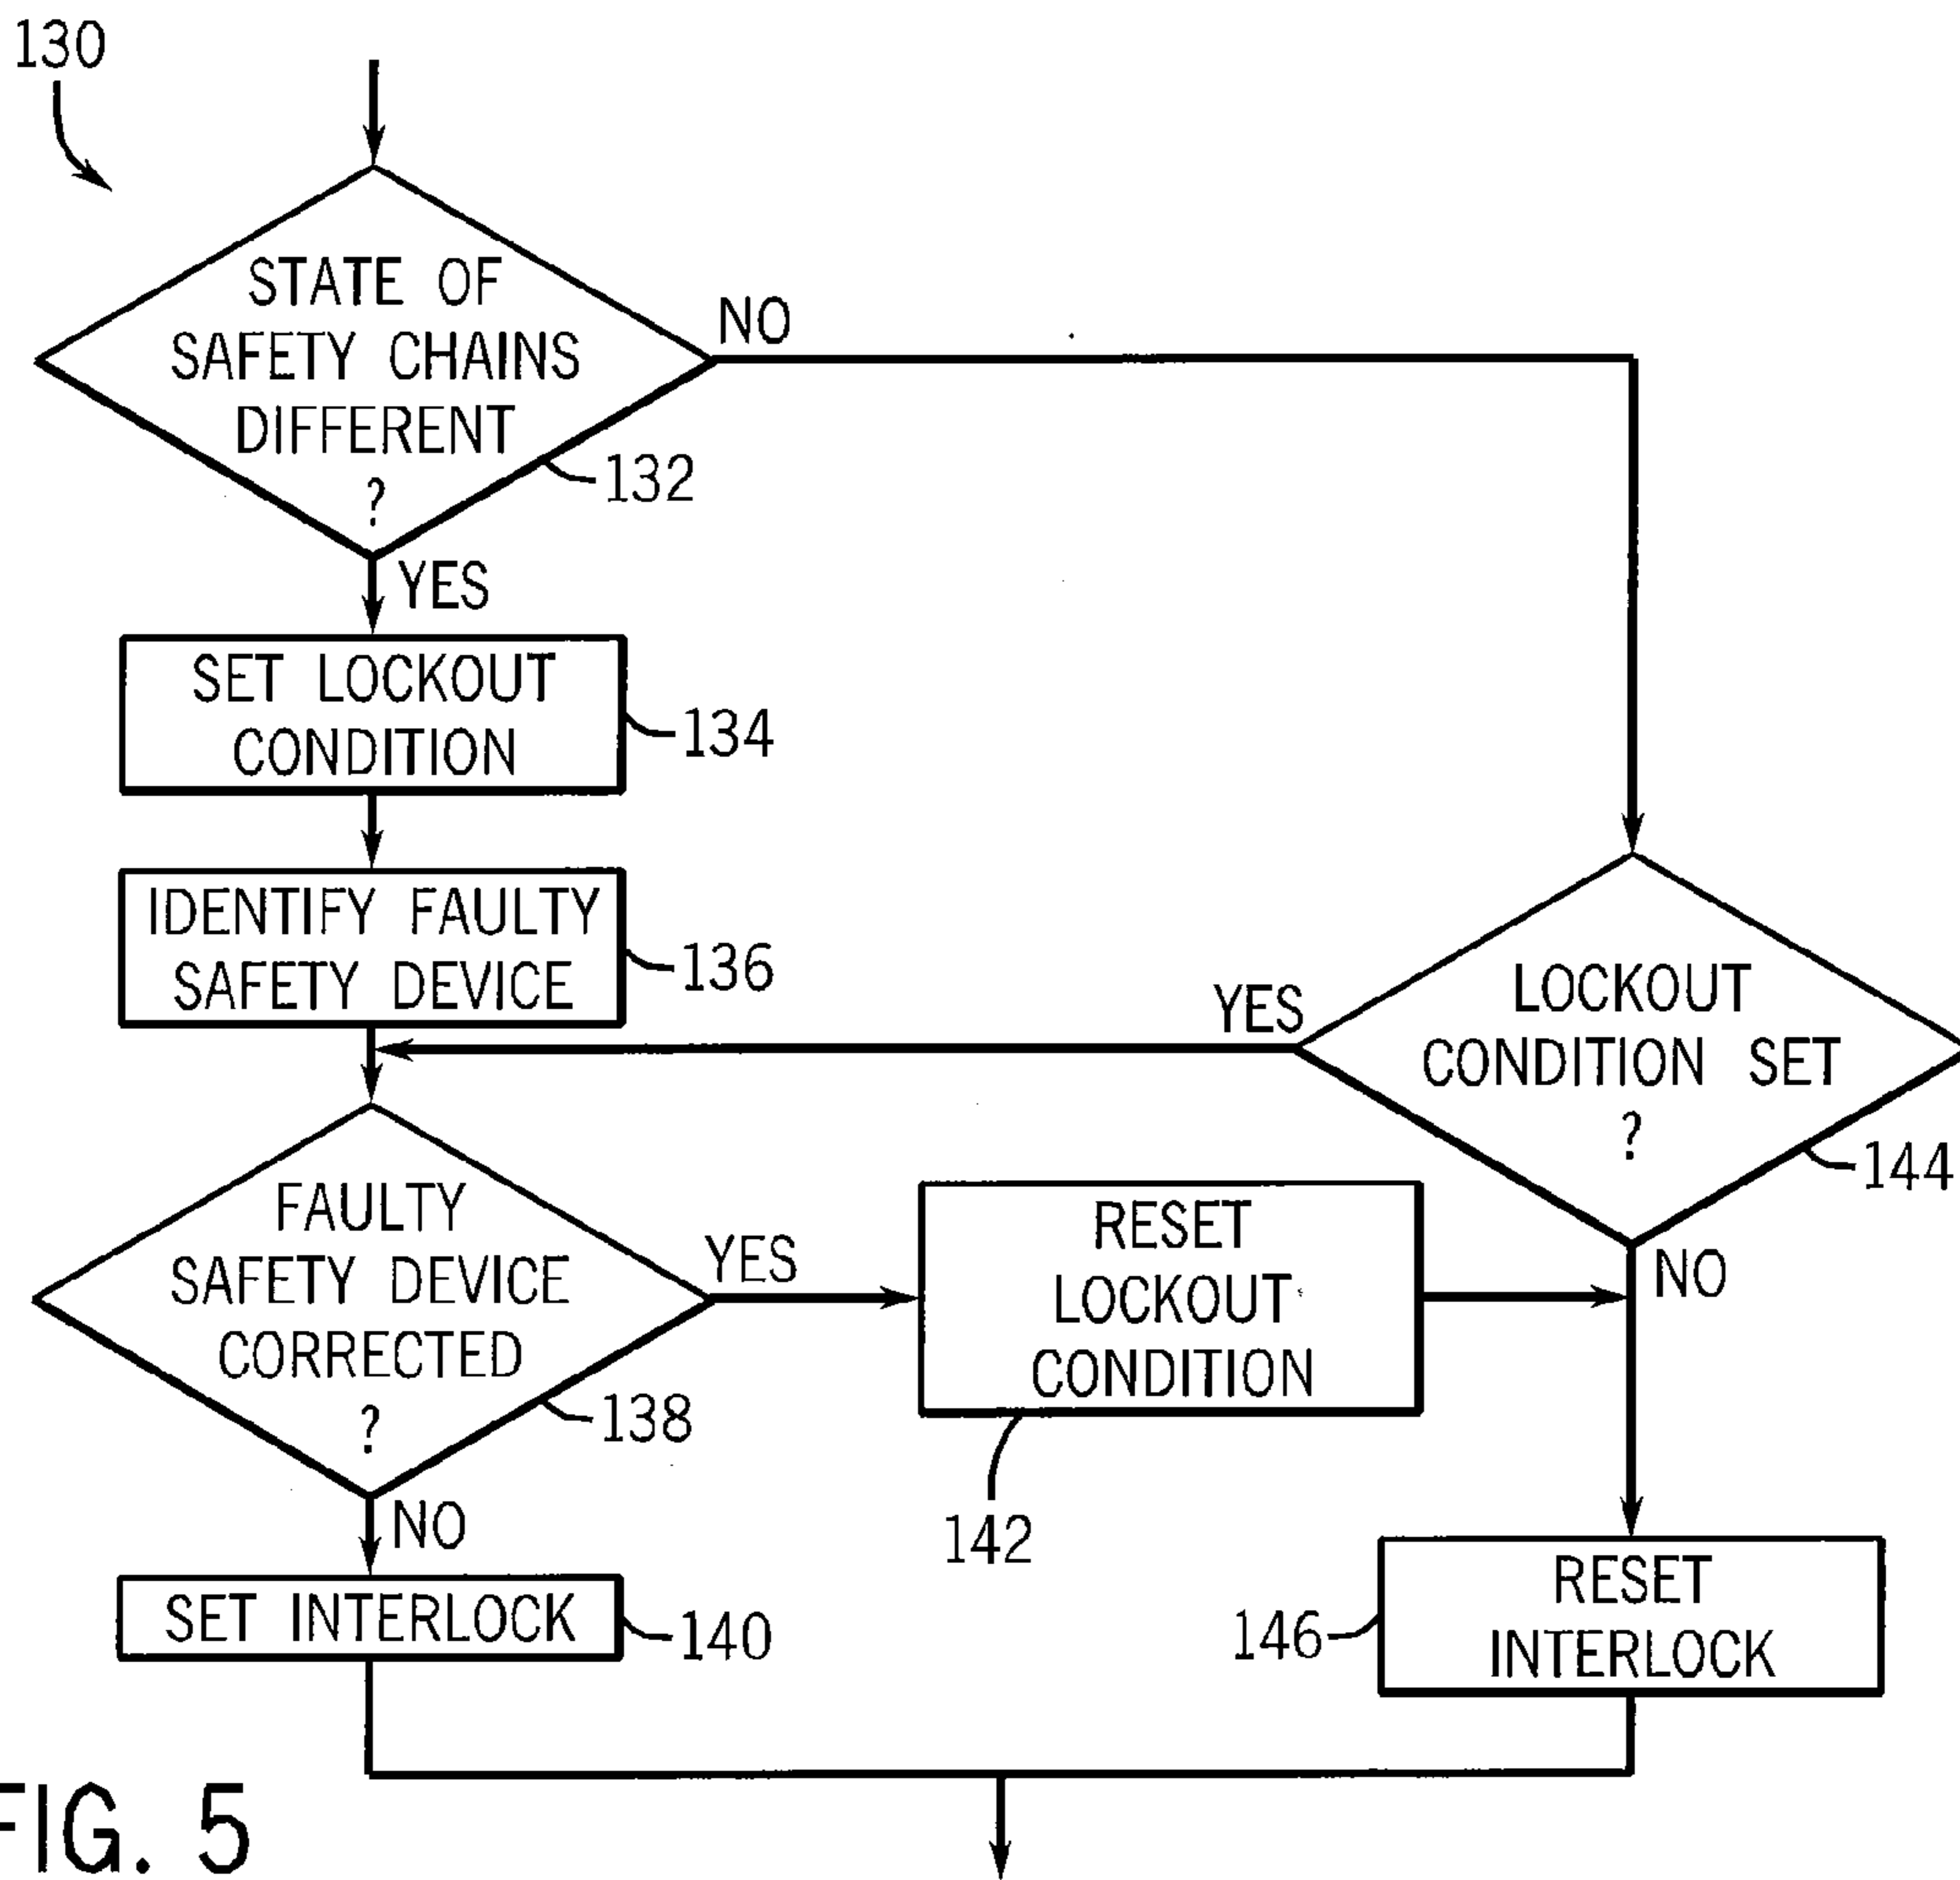 130
STATE OF
SAFETY CHAINS
DIFFERENT
?
132
NO
YES
SET LOCKOUT
CONDITION
134
IDENTIFY FAULTY
SAFETY DEVICE
136
YES
LOCKOUT
CONDITION SET
?
144
NO
FAULTY
SAFETY DEVICE
CORRECTED
?
138
YES
RESET
LOCKOUT
CONDITION
142
NO
SET INTERLOCK
140
146
RESET
INTERLOCK
FIG. 5